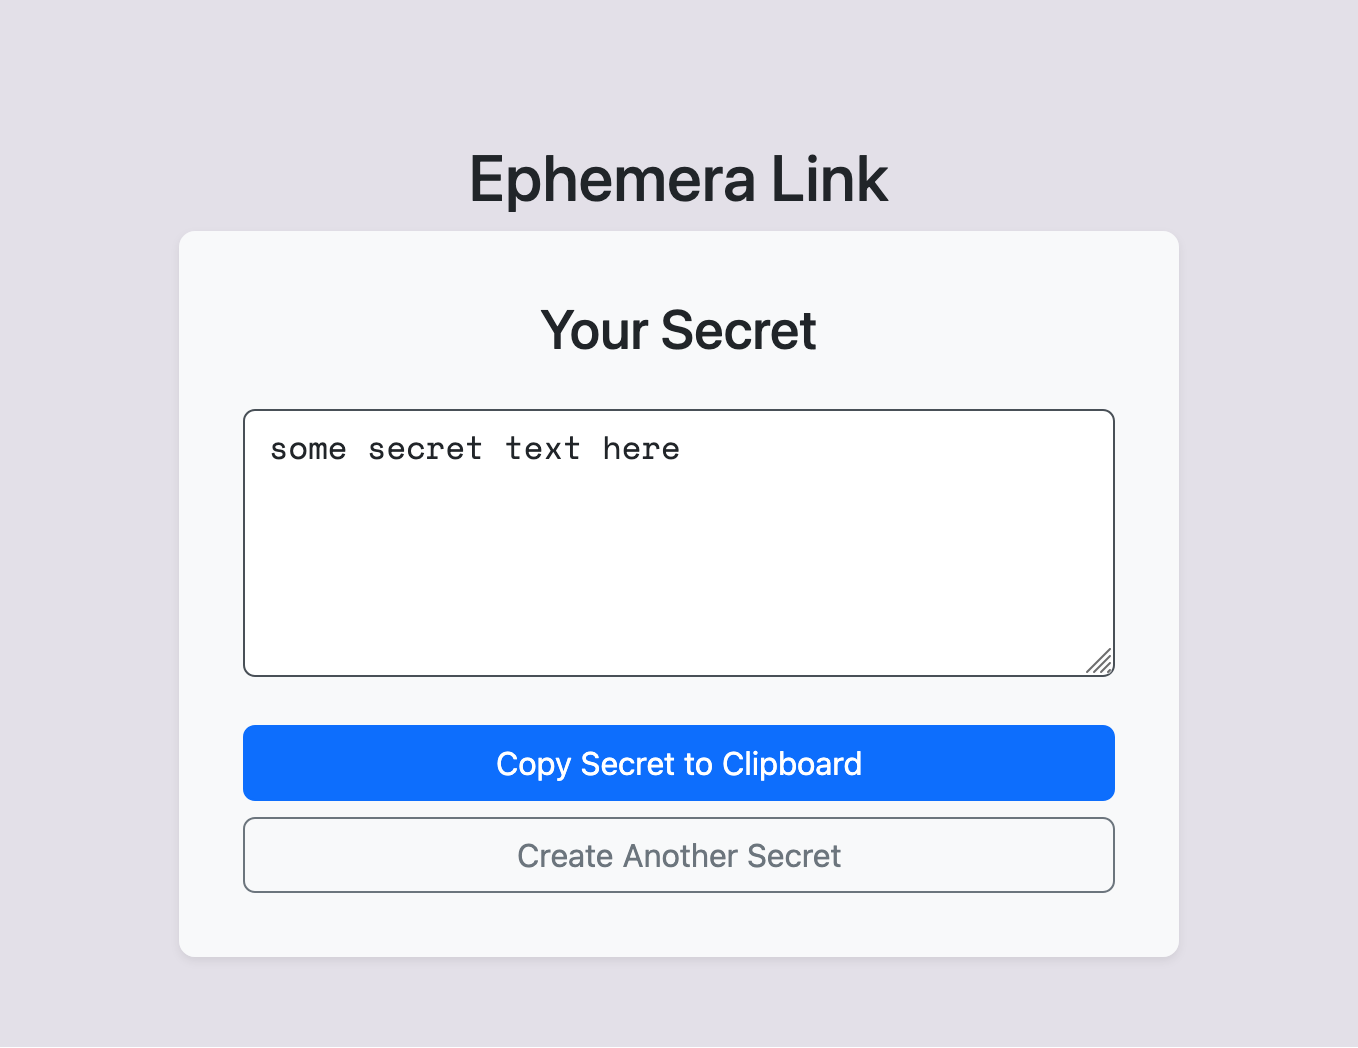 Ephemera Link
Your Secret
some secret text here
Copy Secret to Clipboard
Create Another Secret